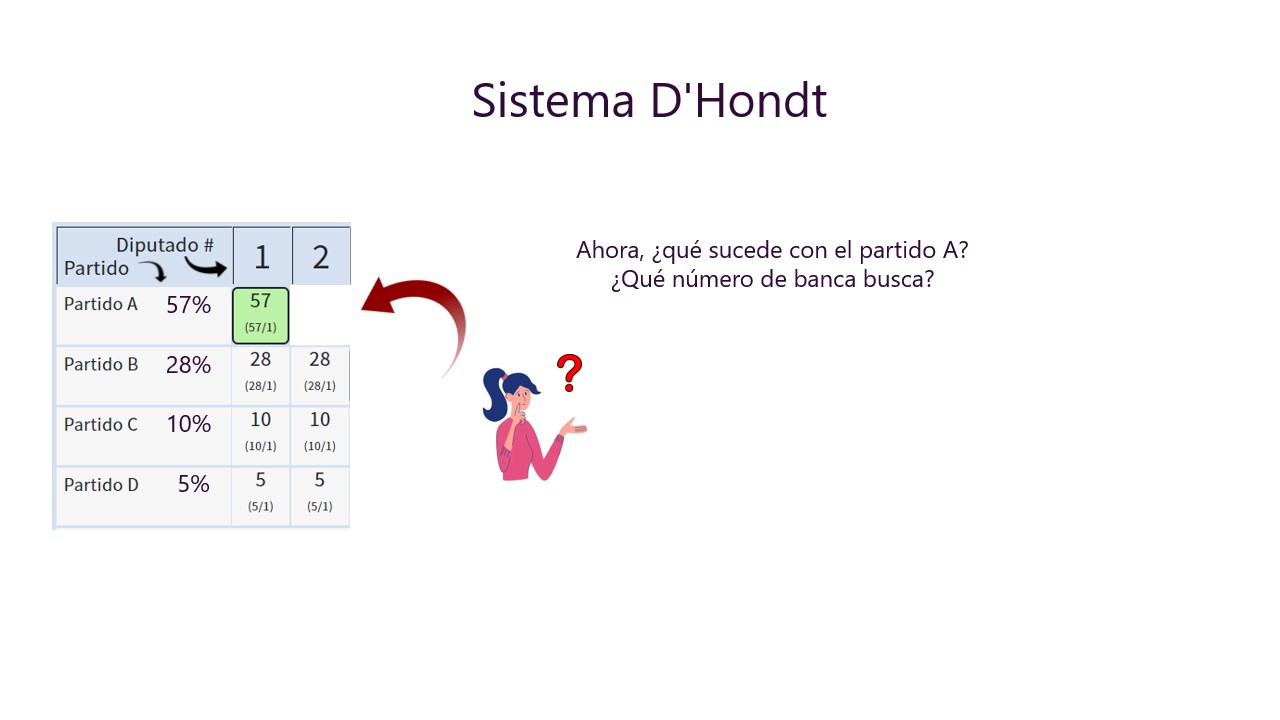 Sistema D'Hondt
Diputado # 1 2
Partido
Partido A 57% 57
(57/1)
Partido B 28% 28 28
(28/1) (28/1)
Partido C 10% 10 10
(10/1) (10/1)
Partido D 5% 5 5
(5/1) (5/1)
Ahora, ¿qué sucede con el partido A?
¿Qué número de banca busca?
?